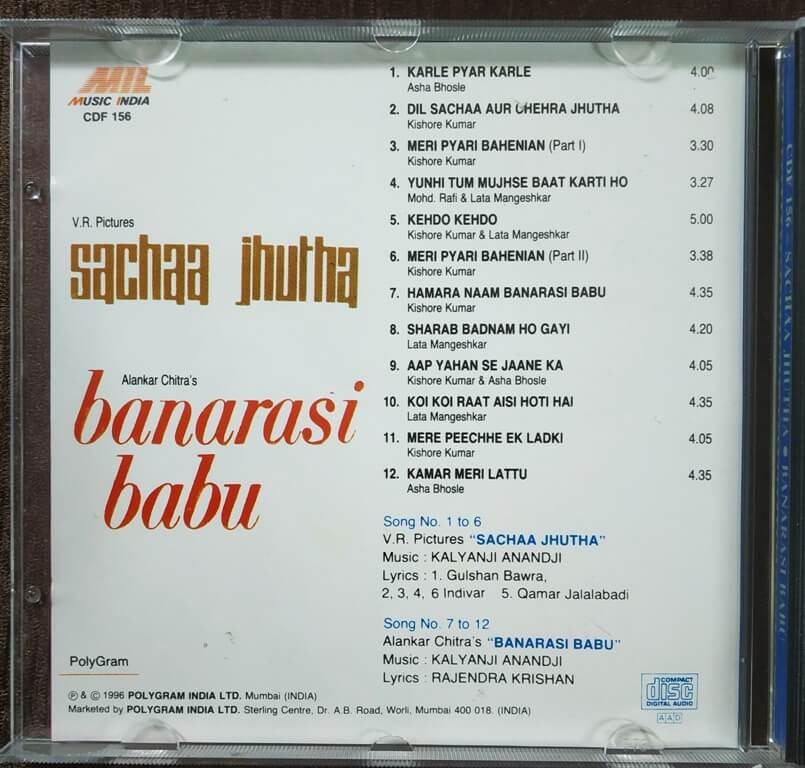 MIL
MUSIC INDIA
CDF 156
V.R. Pictures
sachaa jhutha
Alankar Chitra's
banarasi
babu
1. KARLE PYAR KARLE 4.00
Asha Bhosle
2. DIL SACHAA AUR CHEHRA JHUTHA 4.08
Kishore Kumar
3. MERI PYARI BAHENIAN (Part I) 3.30
Kishore Kumar
4. YUNHI TUM MUJHSE BAAT KARTI HO 3.27
Mohd. Rafi & Lata Mangeshkar
5. KEHDO KEHDO 5.00
Kishore Kumar & Lata Mangeshkar
6. MERI PYARI BAHENIAN (Part II) 3.38
Kishore Kumar
7. HAMARA NAAM BANARASI BABU 4.35
Kishore Kumar
8. SHARAB BADNAM HO GAYI 4.20
Lata Mangeshkar
9. AAP YAHAN SE JAANE KA 4.05
Kishore Kumar & Asha Bhosle
10. KOI KOI RAAT AISI HOTI HAI 4.35
Lata Mangeshkar
11. MERE PEECHHE EK LADKI 4.05
Kishore Kumar
12. KAMAR MERI LATTU 4.35
Asha Bhosle
Song No. 1 to 6
V.R. Pictures "SACHAA JHUTHA"
Music : KALYANJI ANANDJI
Lyrics : 1. Gulshan Bawra,
2, 3, 4, 6 Indivar 5. Qamar Jalalabadi
Song No. 7 to 12
Alankar Chitra's "BANARASI BABU"
Music : KALYANJI ANANDJI
Lyrics : RAJENDRA KRISHAN
PolyGram
℗ & © 1996 POLYGRAM INDIA LTD. Mumbai (INDIA)
Marketed by POLYGRAM INDIA LTD. Sterling Centre, Dr. A.B. Road, Worli, Mumbai 400 018. (INDIA)
COMPACT
disc
DIGITAL AUDIO
AAD
CDF 156 - SACHAA JHUTHA • BANARASI BABU